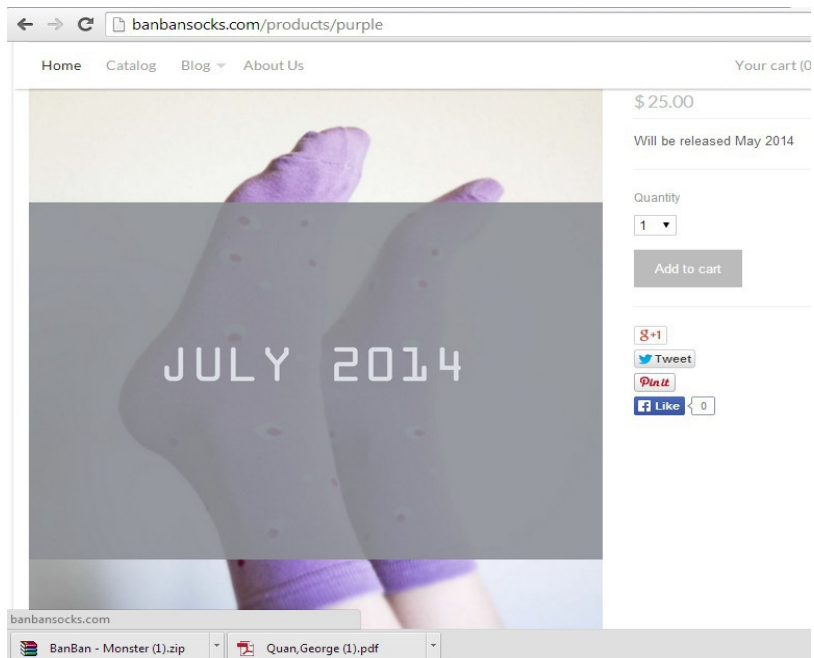 banbansocks.com/products/purple
Home Catalog Blog About Us Your cart (0
$ 25.00
Will be released May 2014
Quantity
1
Add to cart
JULY 2014
g+1
Tweet
Pin it
Like 0
banbansocks.com
BanBan - Monster (1).zip Quan,George (1).pdf